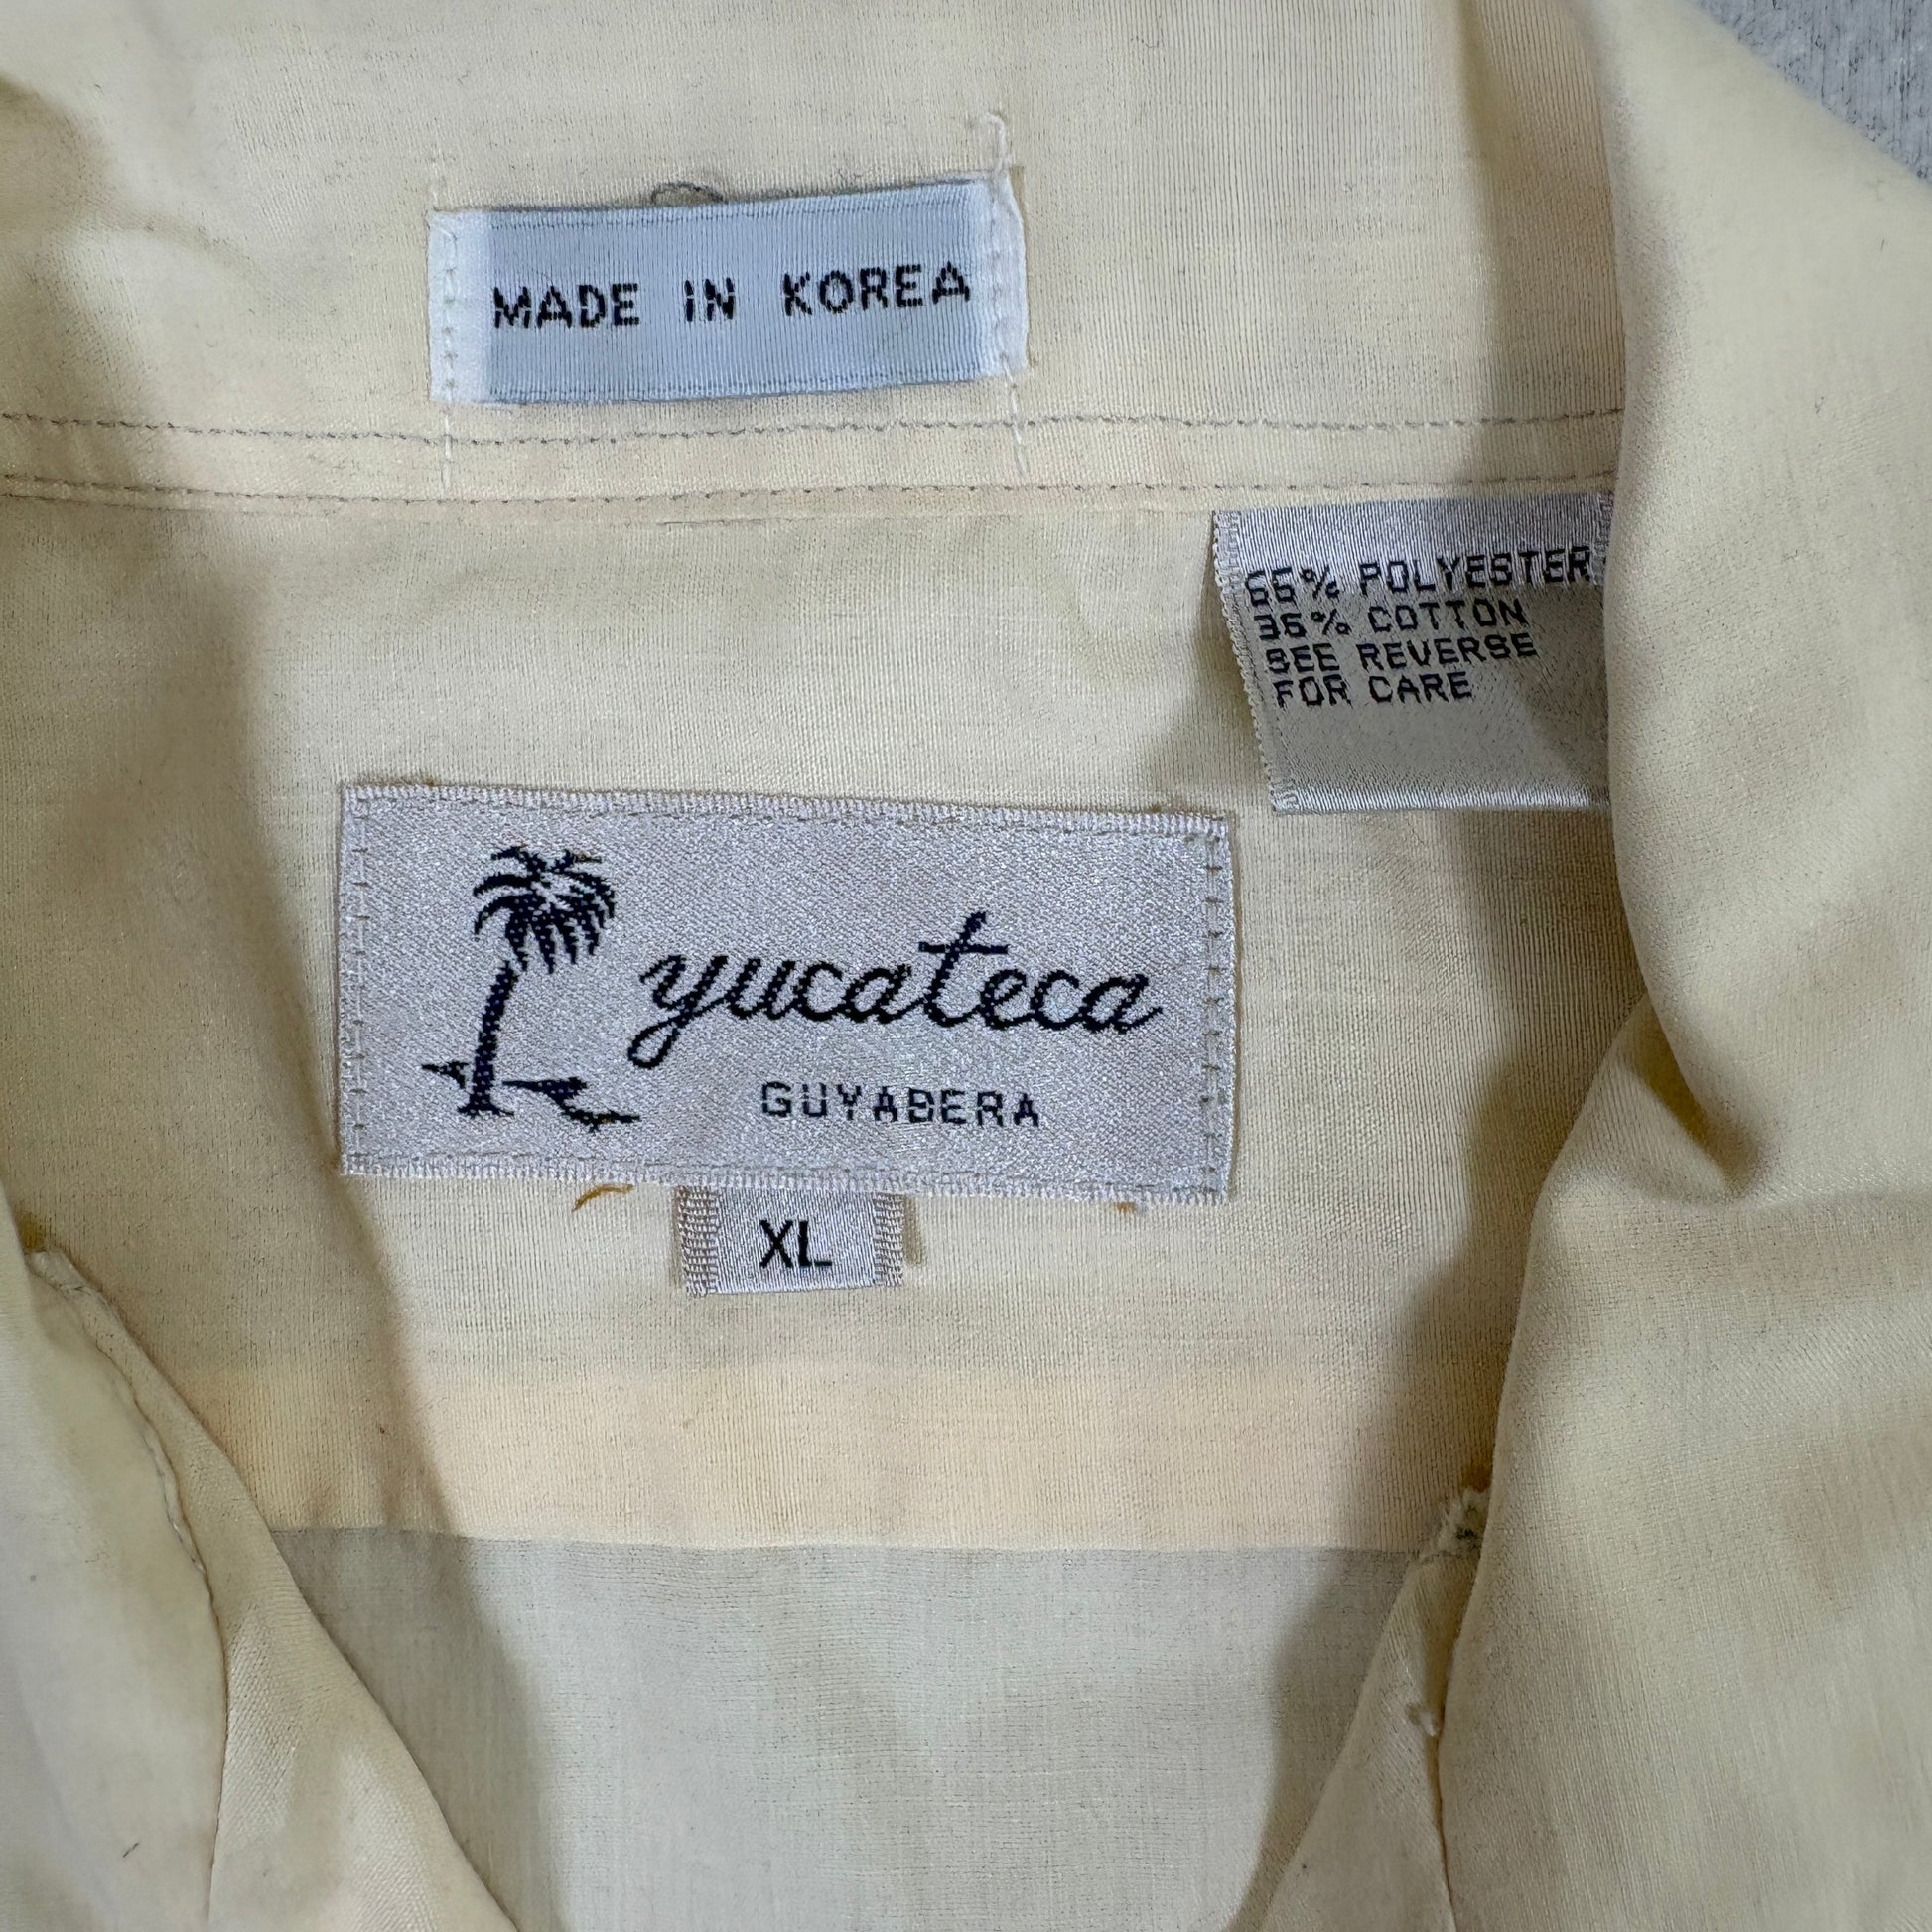 MADE IN KOREA
65% POLYESTER
35% COTTON
SEE REVERSE
FOR CARE
yucateca
GUYABERA
XL